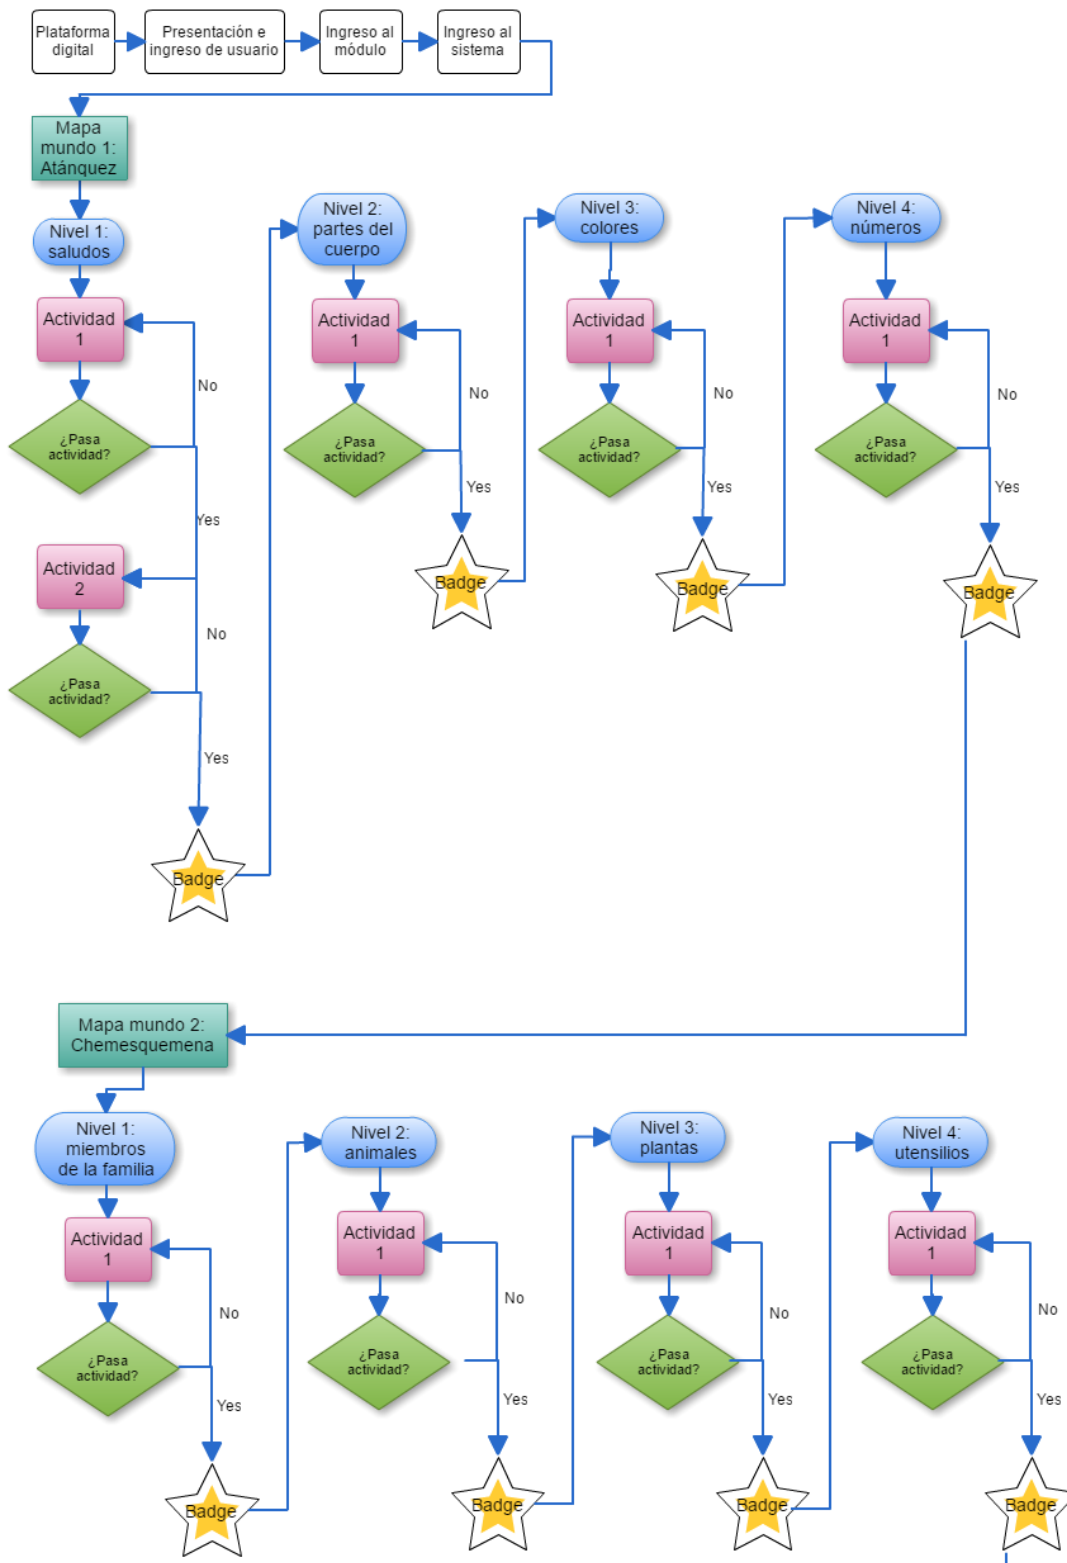 Plataforma
digital
Presentación e
ingreso de usuario
Ingreso al
módulo
Ingreso al
sistema
Mapa
mundo 1:
Atánquez
Nivel 1:
saludos
Nivel 2:
partes del
cuerpo
Nivel 3:
colores
Nivel 4:
números
Actividad
1
Actividad
1
Actividad
1
Actividad
1
No
No
No
No
¿Pasa
actividad?
¿Pasa
actividad?
¿Pasa
actividad?
¿Pasa
actividad?
Yes
Yes
Yes
Yes
Actividad
2
Badge
Badge
Badge
No
¿Pasa
actividad?
Yes
Badge
Mapa mundo 2:
Chemesquemena
Nivel 1:
miembros
de la familia
Nivel 2:
animales
Nivel 3:
plantas
Nivel 4:
utensilios
Actividad
1
Actividad
1
Actividad
1
Actividad
1
No
No
No
No
¿Pasa
actividad?
¿Pasa
actividad?
¿Pasa
actividad?
¿Pasa
actividad?
Yes
Yes
Yes
Yes
Badge
Badge
Badge
Badge